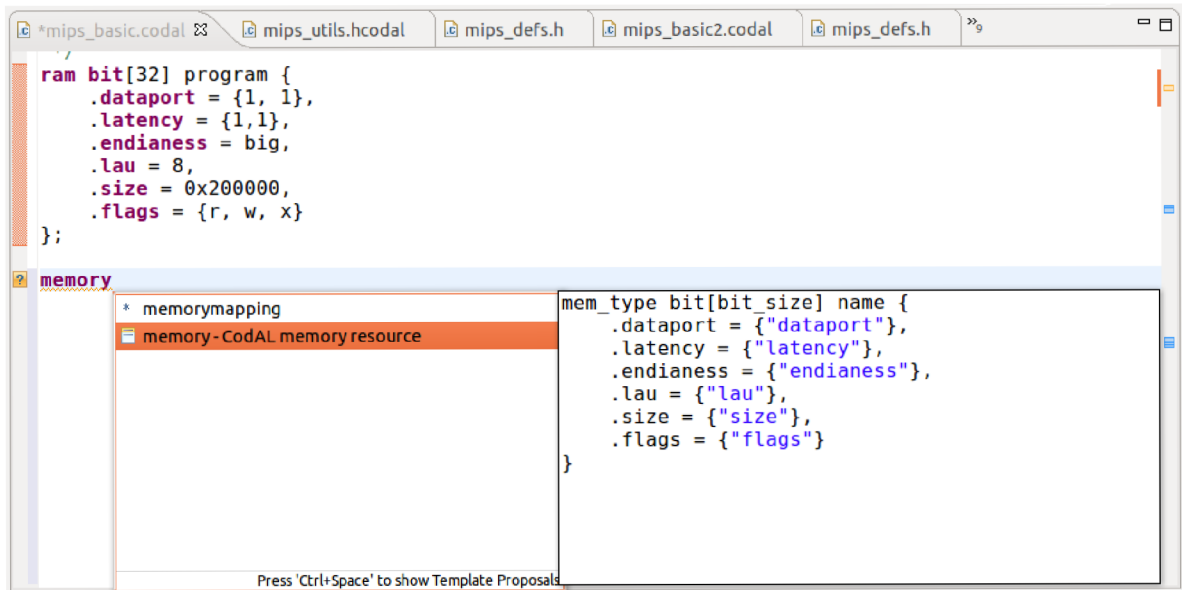 *mips_basic.codal mips_utils.hcodal mips_defs.h mips_basic2.codal mips_defs.h »9
*/
ram bit[32] program {
.dataport = {1, 1},
.latency = {1,1},
.endianess = big,
.lau = 8,
.size = 0x200000,
.flags = {r, w, x}
};
memory
* memorymapping
memory - CodAL memory resource
Press 'Ctrl+Space' to show Template Proposals
mem_type bit[bit_size] name {
.dataport = {"dataport"},
.latency = {"latency"},
.endianess = {"endianess"},
.lau = {"lau"},
.size = {"size"},
.flags = {"flags"}
}